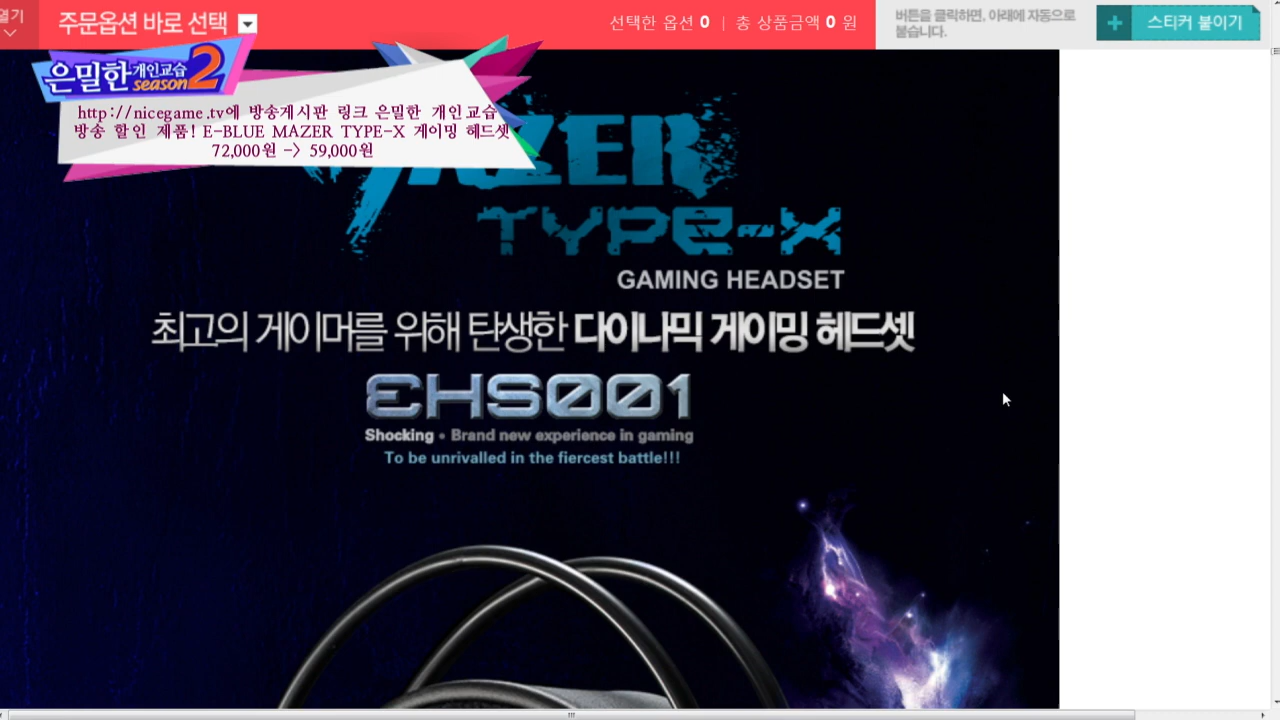 열기
주문옵션 바로 선택
선택한 옵션 0 | 총 상품금액 0 원
버튼을 클릭하면, 아래에 자동으로
붙습니다.
+ 스티커 붙이기
은밀한 개인교습 season 2
http://nicegame.tv에 방송게시판 링크 은밀한 개인교습
방송 할인 제품! E-BLUE MAZER TYPE-X 게이밍 헤드셋
72,000원 -> 59,000원
MAZER
TYPE-X
GAMING HEADSET
최고의 게이머를 위해 탄생한 다이나믹 게이밍 헤드셋
EHS001
Shocking • Brand new experience in gaming
To be unrivalled in the fiercest battle!!!